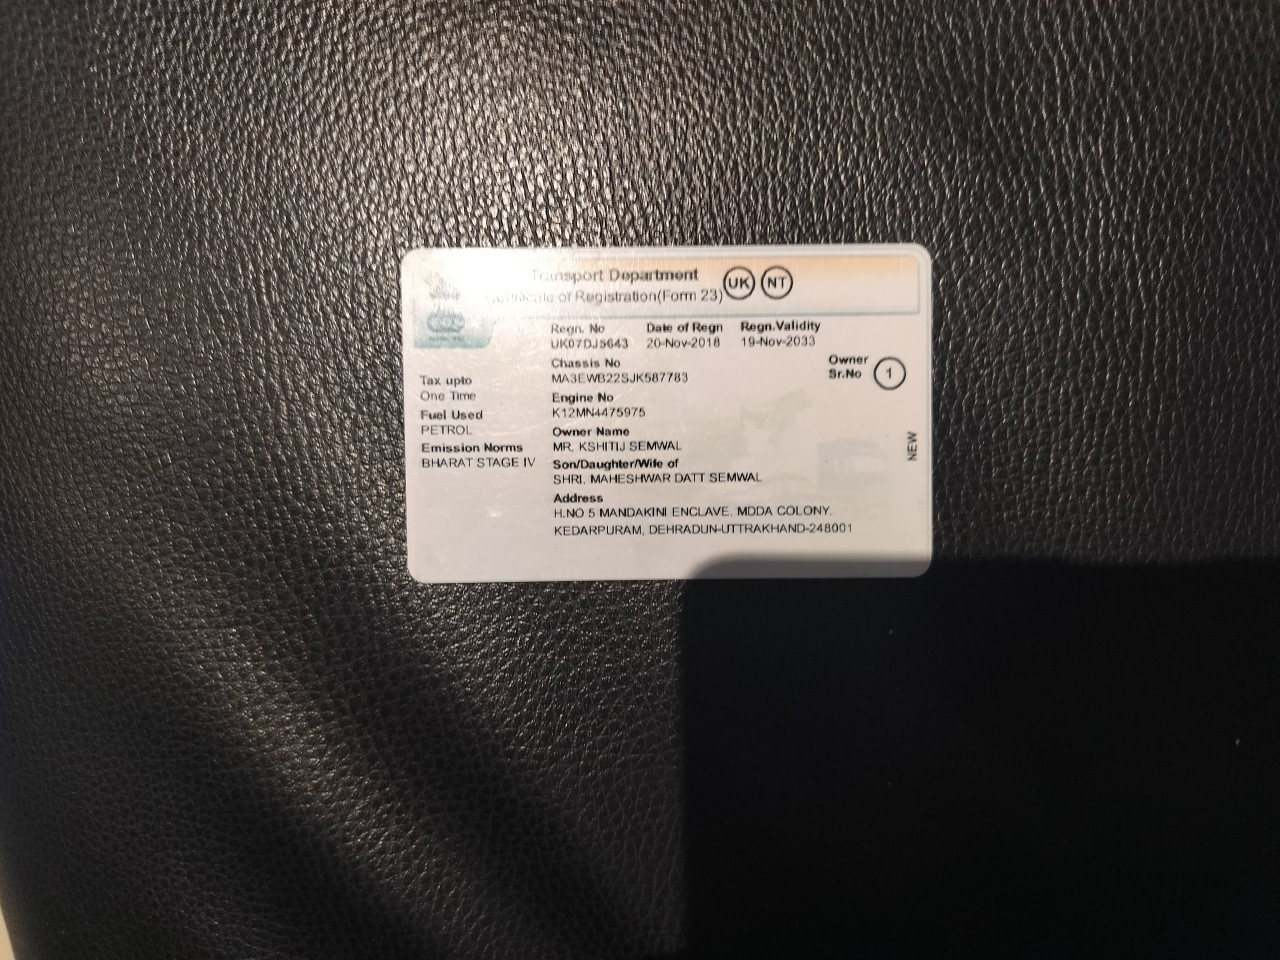 Transport Department
Certificate of Registration(Form 23)
UK
NT
Regn. No Date of Regn Regn.Validity
UK07DJ5643 20-Nov-2018 19-Nov-2033
Chassis No
MA3EWB22SJK587783
Owner
Sr.No 1
Tax upto
One Time
Engine No
K12MN4475975
Fuel Used
PETROL
Owner Name
MR. KSHITIJ SEMWAL
Emission Norms
BHARAT STAGE IV
Son/Daughter/Wife of
SHRI. MAHESHWAR DATT SEMWAL
Address
H.NO 5 MANDAKINI ENCLAVE, MDDA COLONY,
KEDARPURAM, DEHRADUN-UTTRAKHAND-248001
NEW